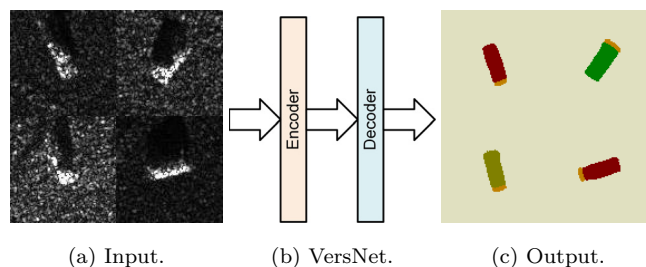 Encoder
Decoder
(a) Input.
(b) VersNet.
(c) Output.